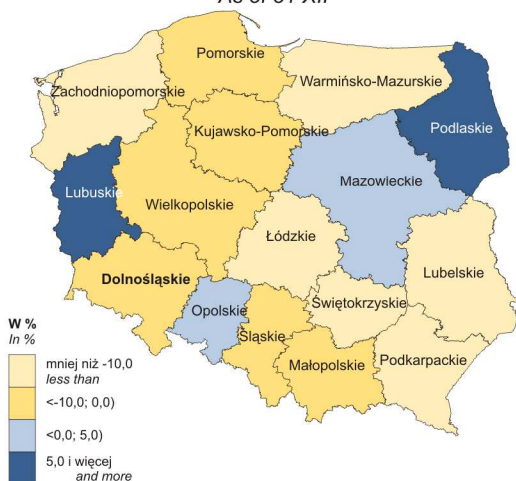 As of 31 XII
Pomorskie
Warmińsko-Mazurskie
Zachodniopomorskie
Podlaskie
Kujawsko-Pomorskie
Lubuskie
Mazowieckie
Wielkopolskie
Łódzkie
Lubelskie
Dolnośląskie
Świętokrzyskie
Opolskie
Śląskie
Podkarpackie
Małopolskie
W %
In %
mniej niż -10,0
less than
<-10,0; 0,0)
<0,0; 5,0)
5,0 i więcej
and more